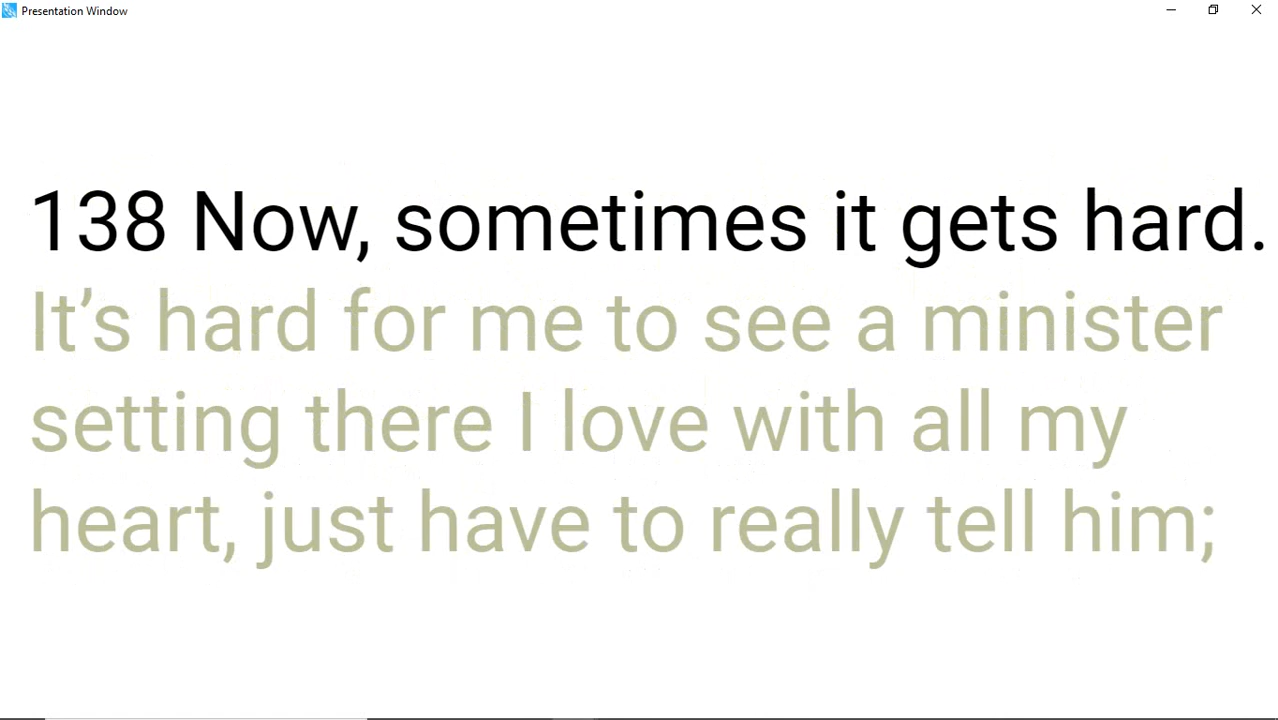 Presentation Window
138 Now, sometimes it gets hard.
It’s hard for me to see a minister
setting there I love with all my
heart, just have to really tell him;